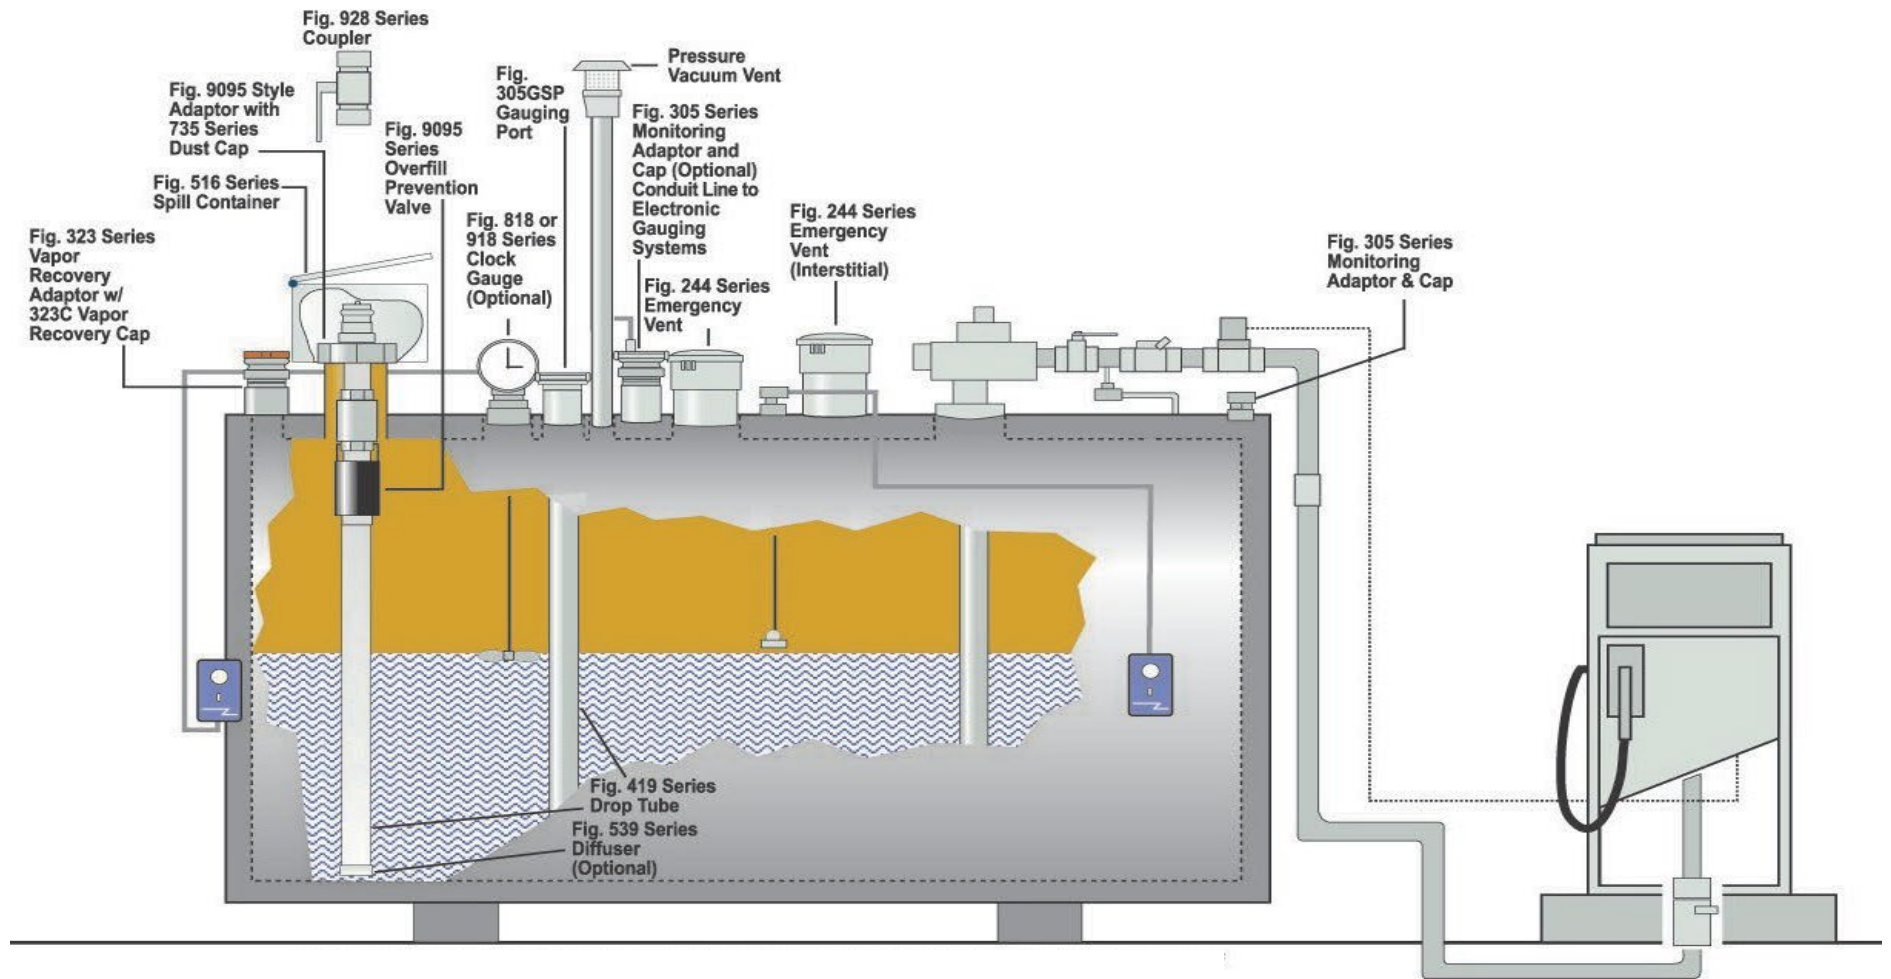 Fig. 928 Series
Coupler
Pressure
Vacuum Vent
Fig.
305GSP
Gauging
Port
Fig. 9095 Style
Adaptor with
735 Series
Dust Cap
Fig. 305 Series
Monitoring
Adaptor and
Cap (Optional)
Conduit Line to
Electronic
Gauging
Systems
Fig. 9095
Series
Overfill
Prevention
Valve
Fig. 516 Series
Spill Container
Fig. 818 or
918 Series
Clock
Gauge
(Optional)
Fig. 244 Series
Emergency
Vent
(Interstitial)
Fig. 323 Series
Vapor
Recovery
Adaptor w/
323C Vapor
Recovery Cap
Fig. 305 Series
Monitoring
Adaptor & Cap
Fig. 244 Series
Emergency
Vent
Fig. 419 Series
Drop Tube
Fig. 539 Series
Diffuser
(Optional)